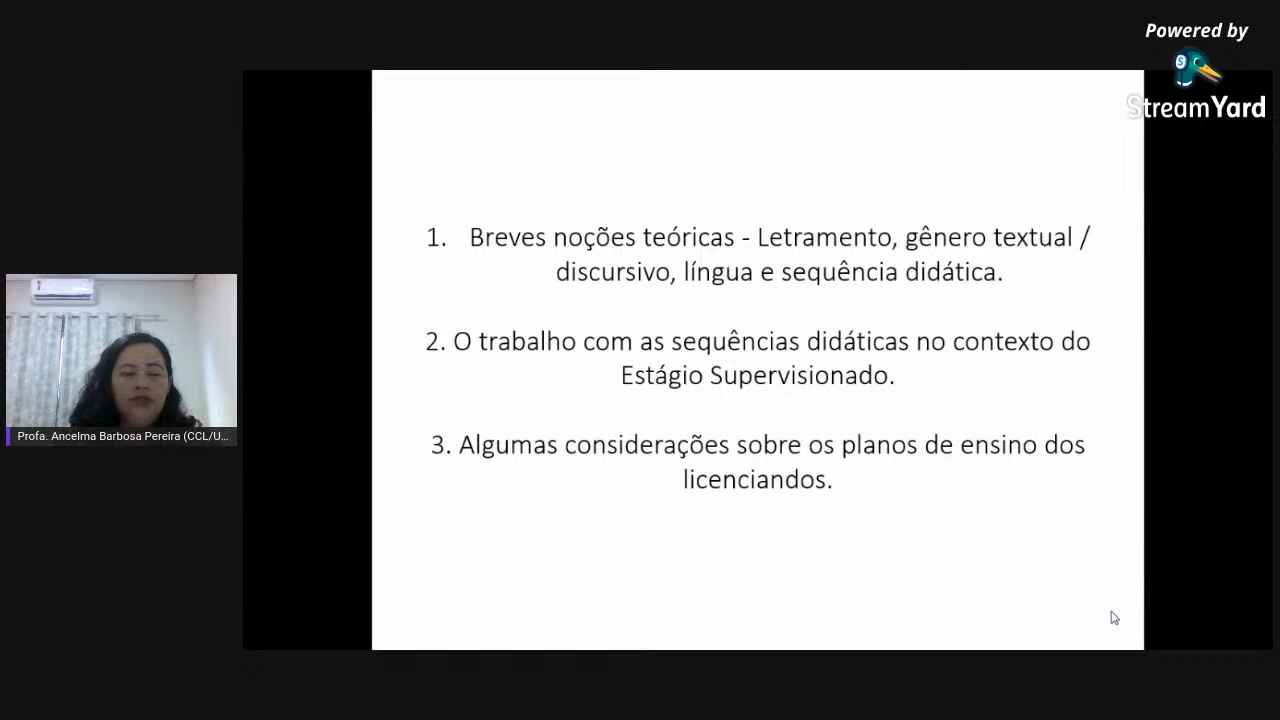 Powered by
StreamYard
1. Breves noções teóricas - Letramento, gênero textual /
discursivo, língua e sequência didática.
2. O trabalho com as sequências didáticas no contexto do
Estágio Supervisionado.
3. Algumas considerações sobre os planos de ensino dos
licenciandos.
Profa. Ancelma Barbosa Pereira (CCL/U...